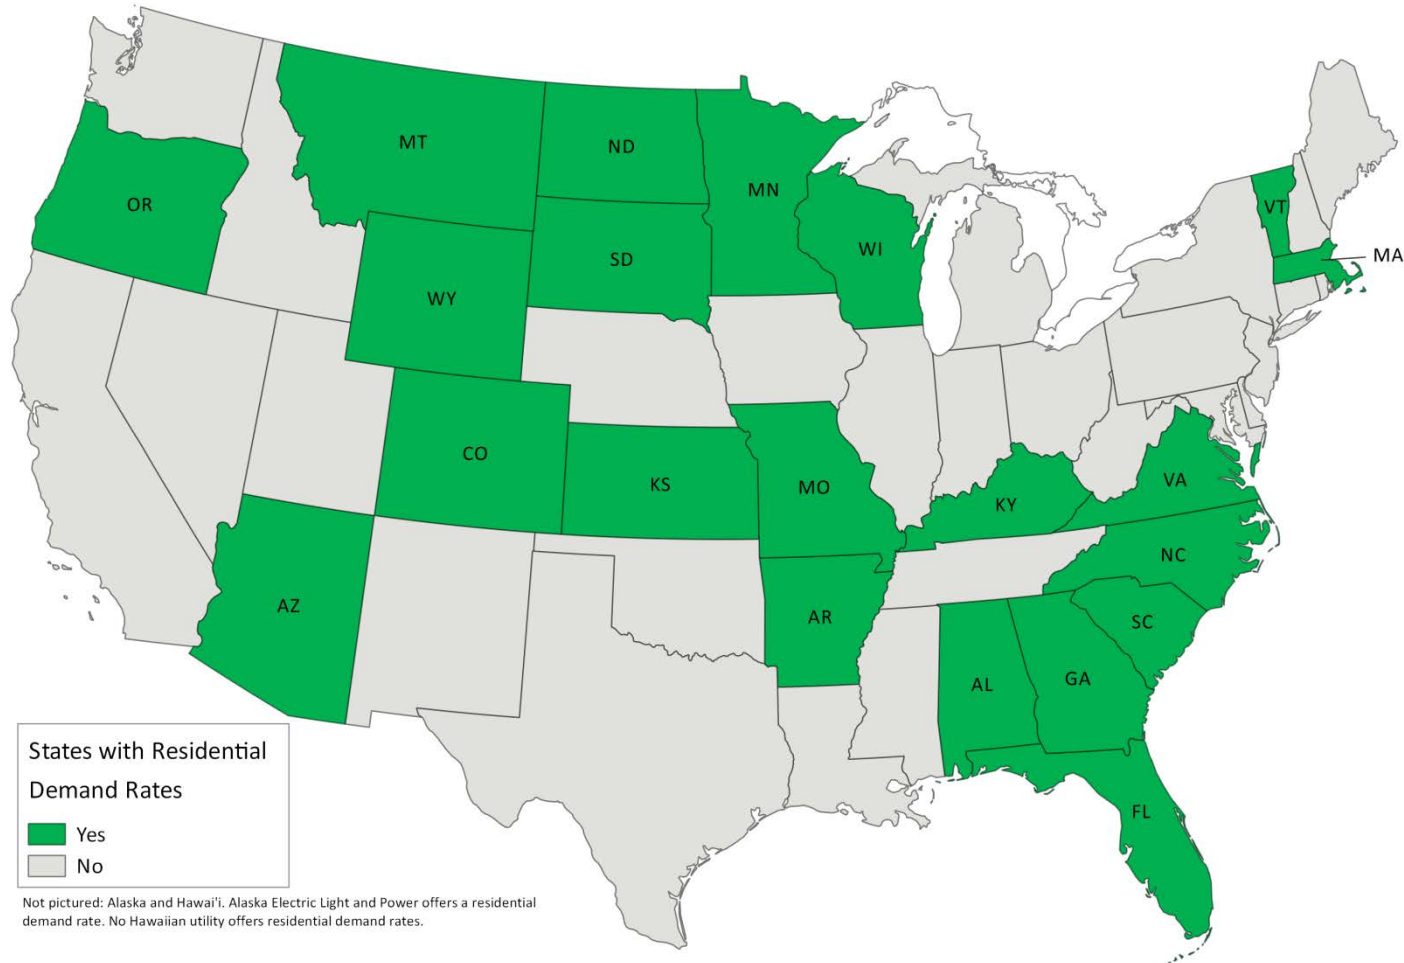 MT
ND
MN
OR
VT
WI
MA
SD
WY
CO
KS
MO
VA
KY
NC
AZ
AR
SC
GA
AL
FL
States with Residential
Demand Rates
Yes
No
Not pictured: Alaska and Hawai'i. Alaska Electric Light and Power offers a residential
demand rate. No Hawaiian utility offers residential demand rates.